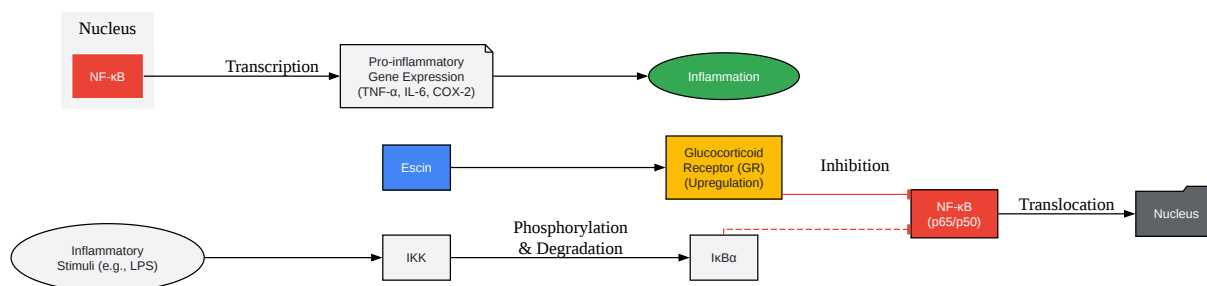 Nucleus
NF-κB
Transcription
Pro-inflammatory
Gene Expression
(TNF-α, IL-6, COX-2)
Inflammation
Escin
Glucocorticoid
Receptor (GR)
(Upregulation)
Inhibition
NF-κB
(p65/p50)
Translocation
Nucleus
Inflammatory
Stimuli (e.g., LPS)
IKK
Phosphorylation
& Degradation
IκBα